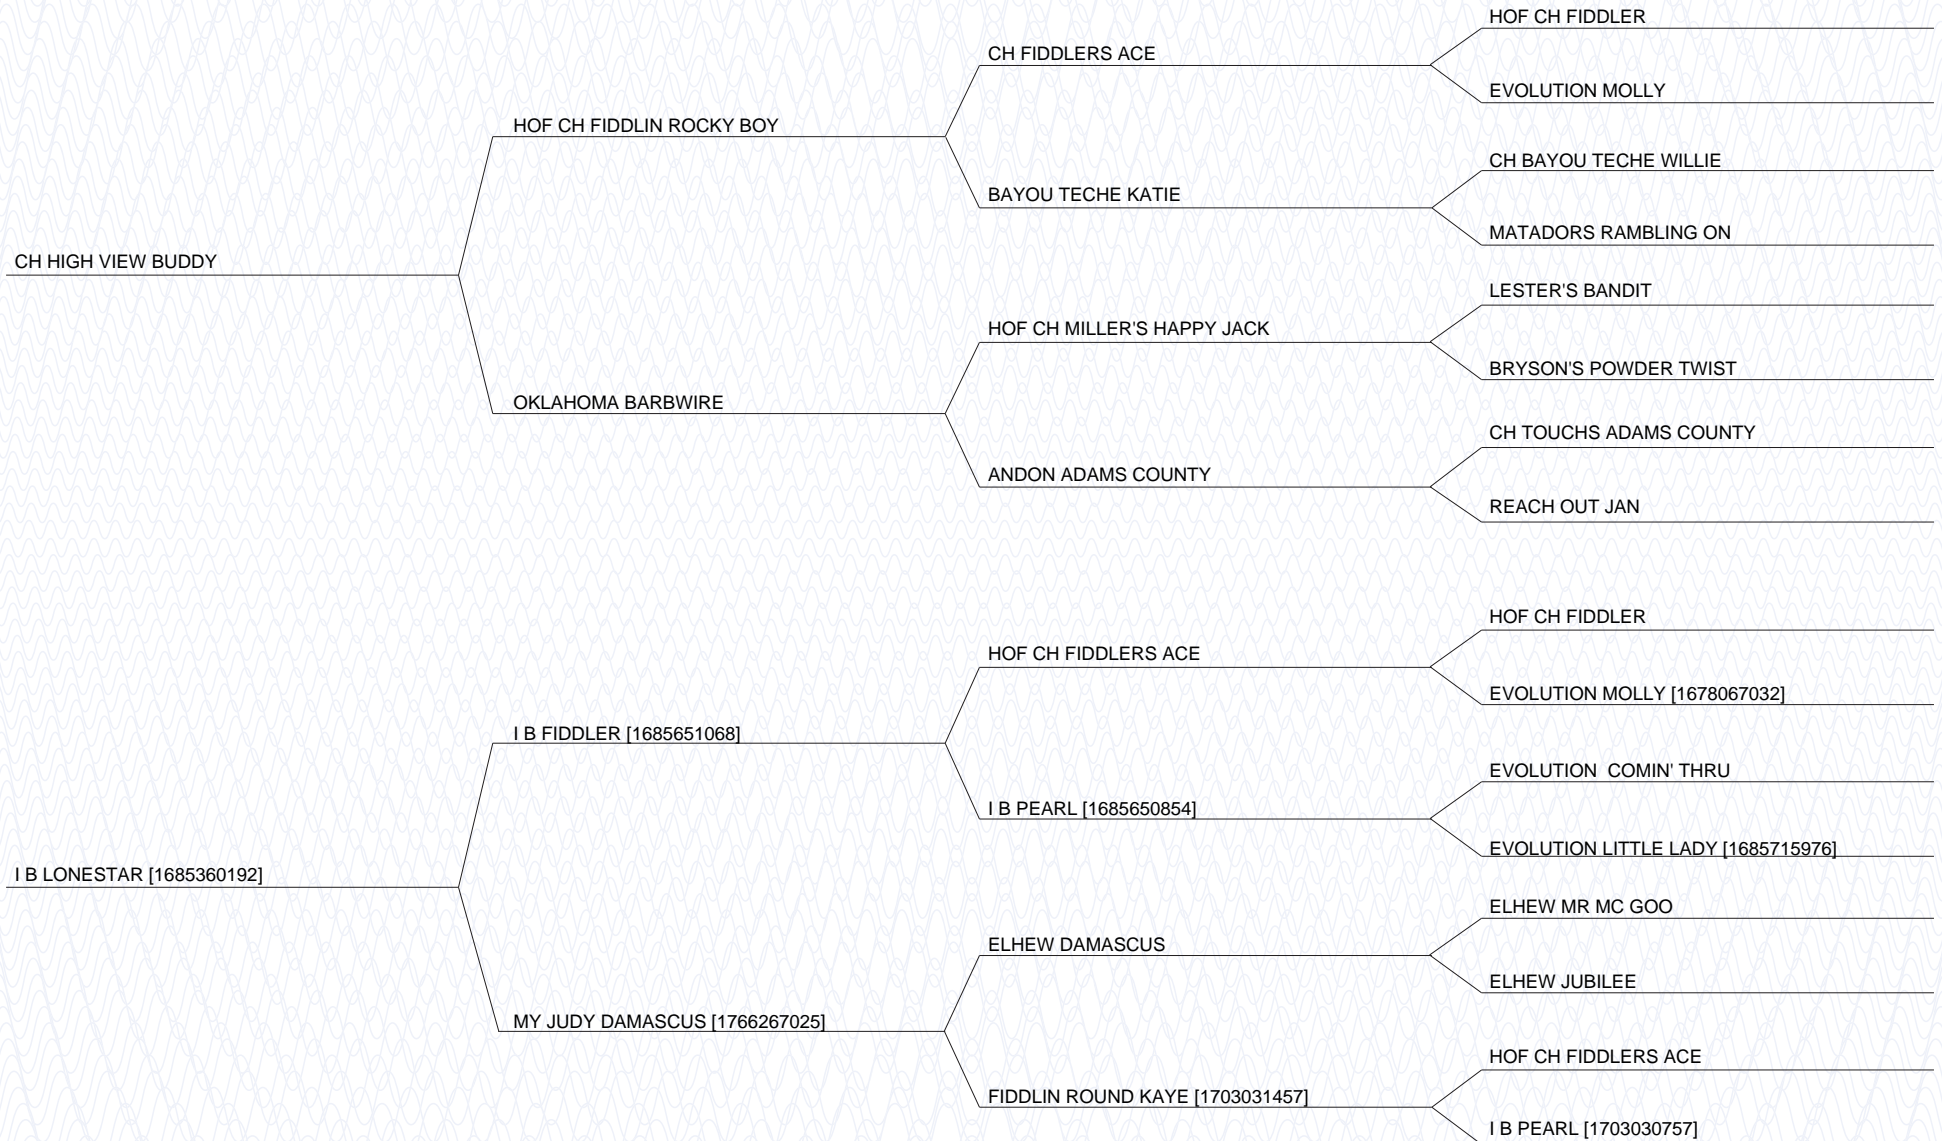 HOF CH FIDDLER
CH FIDDLERS ACE
EVOLUTION MOLLY
HOF CH FIDDLIN ROCKY BOY
CH BAYOU TECHE WILLIE
BAYOU TECHE KATIE
MATADORS RAMBLING ON
CH HIGH VIEW BUDDY
LESTER'S BANDIT
HOF CH MILLER'S HAPPY JACK
BRYSON'S POWDER TWIST
OKLAHOMA BARBWIRE
CH TOUCHS ADAMS COUNTY
ANDON ADAMS COUNTY
REACH OUT JAN
HOF CH FIDDLER
HOF CH FIDDLERS ACE
EVOLUTION MOLLY [1678067032]
I B FIDDLER [1685651068]
EVOLUTION  COMIN' THRU
I B PEARL [1685650854]
EVOLUTION LITTLE LADY [1685715976]
I B LONESTAR [1685360192]
ELHEW MR MC GOO
ELHEW DAMASCUS
ELHEW JUBILEE
MY JUDY DAMASCUS [1766267025]
HOF CH FIDDLERS ACE
FIDDLIN ROUND KAYE [1703031457]
I B PEARL [1703030757]